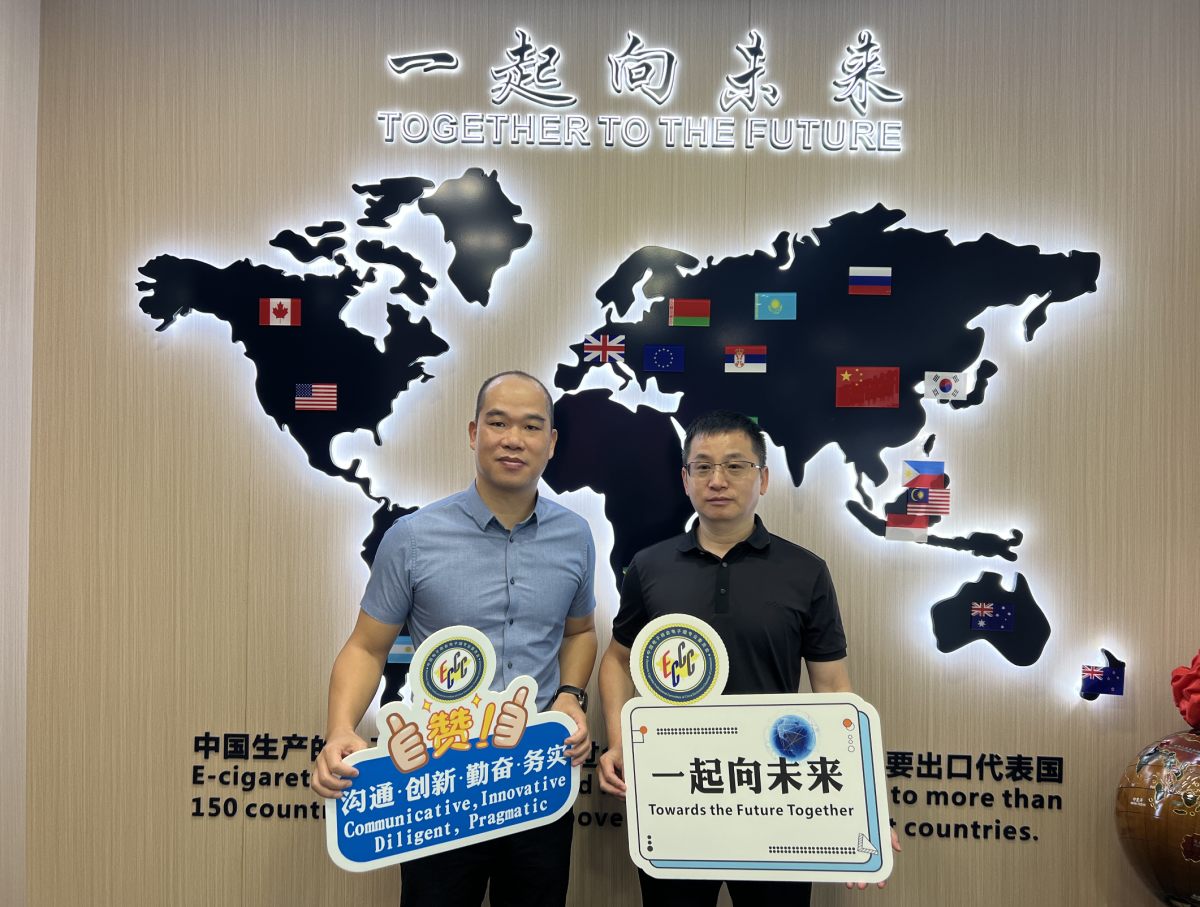 一起向未来
TOGETHER TO THE FUTURE
ECCC
赞!
沟通·创新·勤奋·务实
Communicative, Innovative
Diligent, Pragmatic
ECCC
一起向未来
Towards the Future Together
中国生产的
要出口代表国
to more than
150
countries.